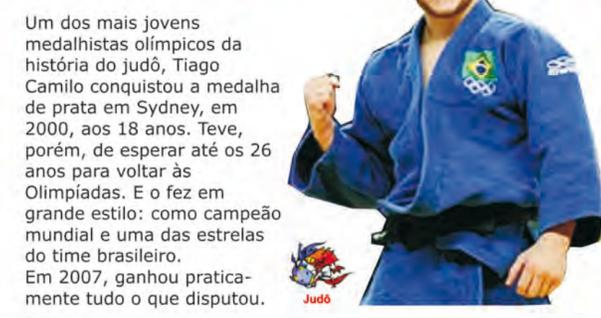 Um dos mais jovens
medalhistas olímpicos da
história do judô, Tiago
Camilo conquistou a medalha
de prata em Sydney, em
2000, aos 18 anos. Teve,
porém, de esperar até os 26
anos para voltar às
Olimpíadas. E o fez em
grande estilo: como campeão
mundial e uma das estrelas
do time brasileiro.
Em 2007, ganhou pratica-
mente tudo o que disputou.
Judô